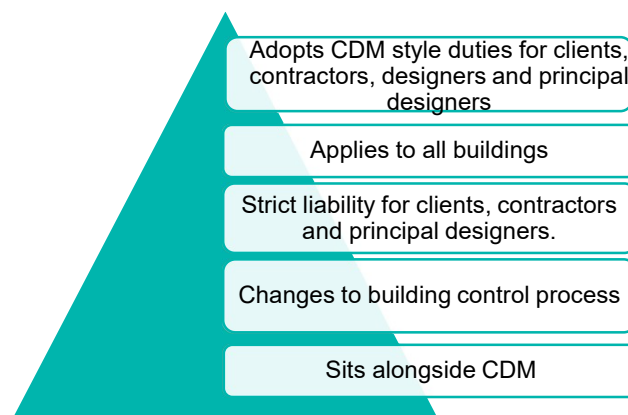 Adopts CDM style duties for clients,
contractors, designers and principal
designers
Applies to all buildings
Strict liability for clients, contractors
and principal designers.
Changes to building control process
Sits alongside CDM